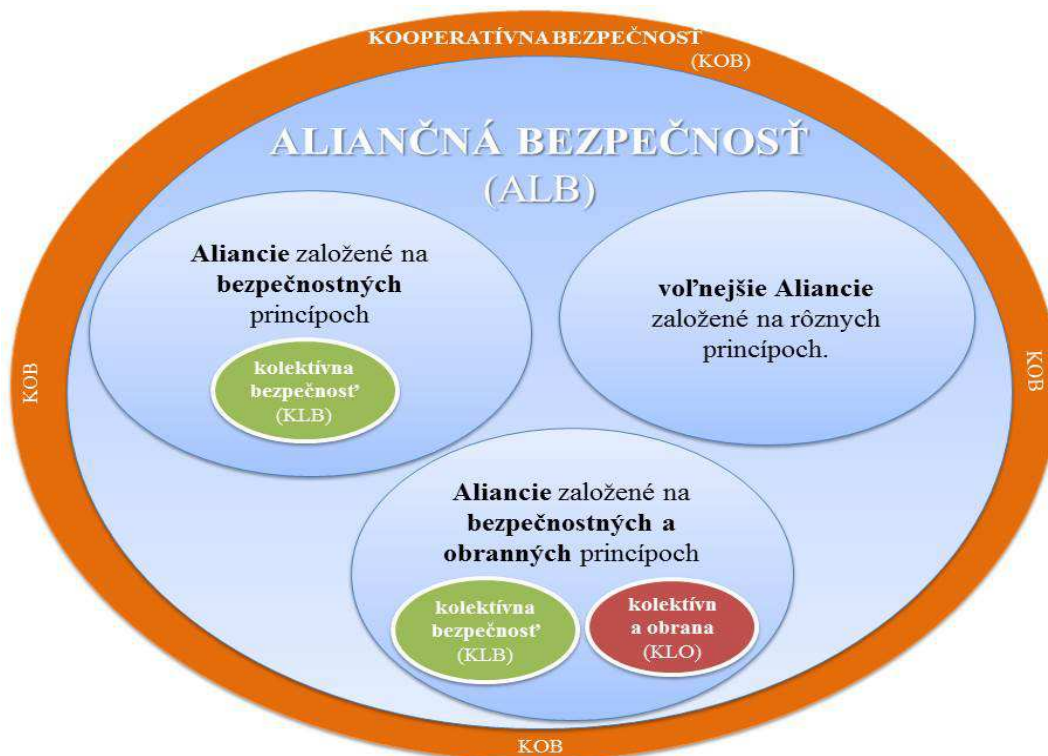 KOOPERATÍVNA BEZPEČNOSŤ
(KOB)
ALIANČNÁ BEZPEČNOSŤ
(ALB)
Aliancie založené na
bezpečnostných
princípoch
kolektívna
bezpečnosť
(KLB)
voľnejšie Aliancie
založené na rôznych
princípoch.
KOB
KOB
Aliancie založené na
bezpečnostných a
obranných princípoch
kolektívna
bezpečnosť
(KLB)
kolektívn
a obrana
(KLO)
KOB